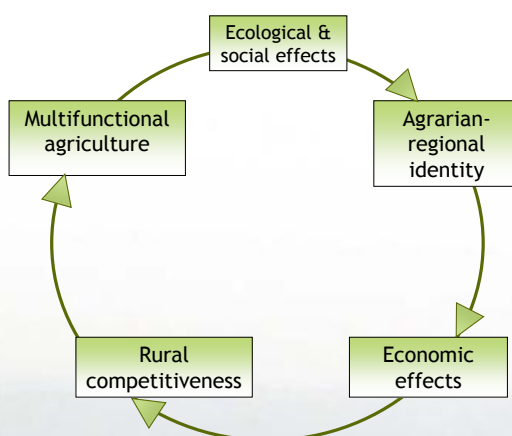 Ecological &
social effects
Multifunctional
agriculture
Agrarian-
regional
identity
Rural
competitiveness
Economic
effects